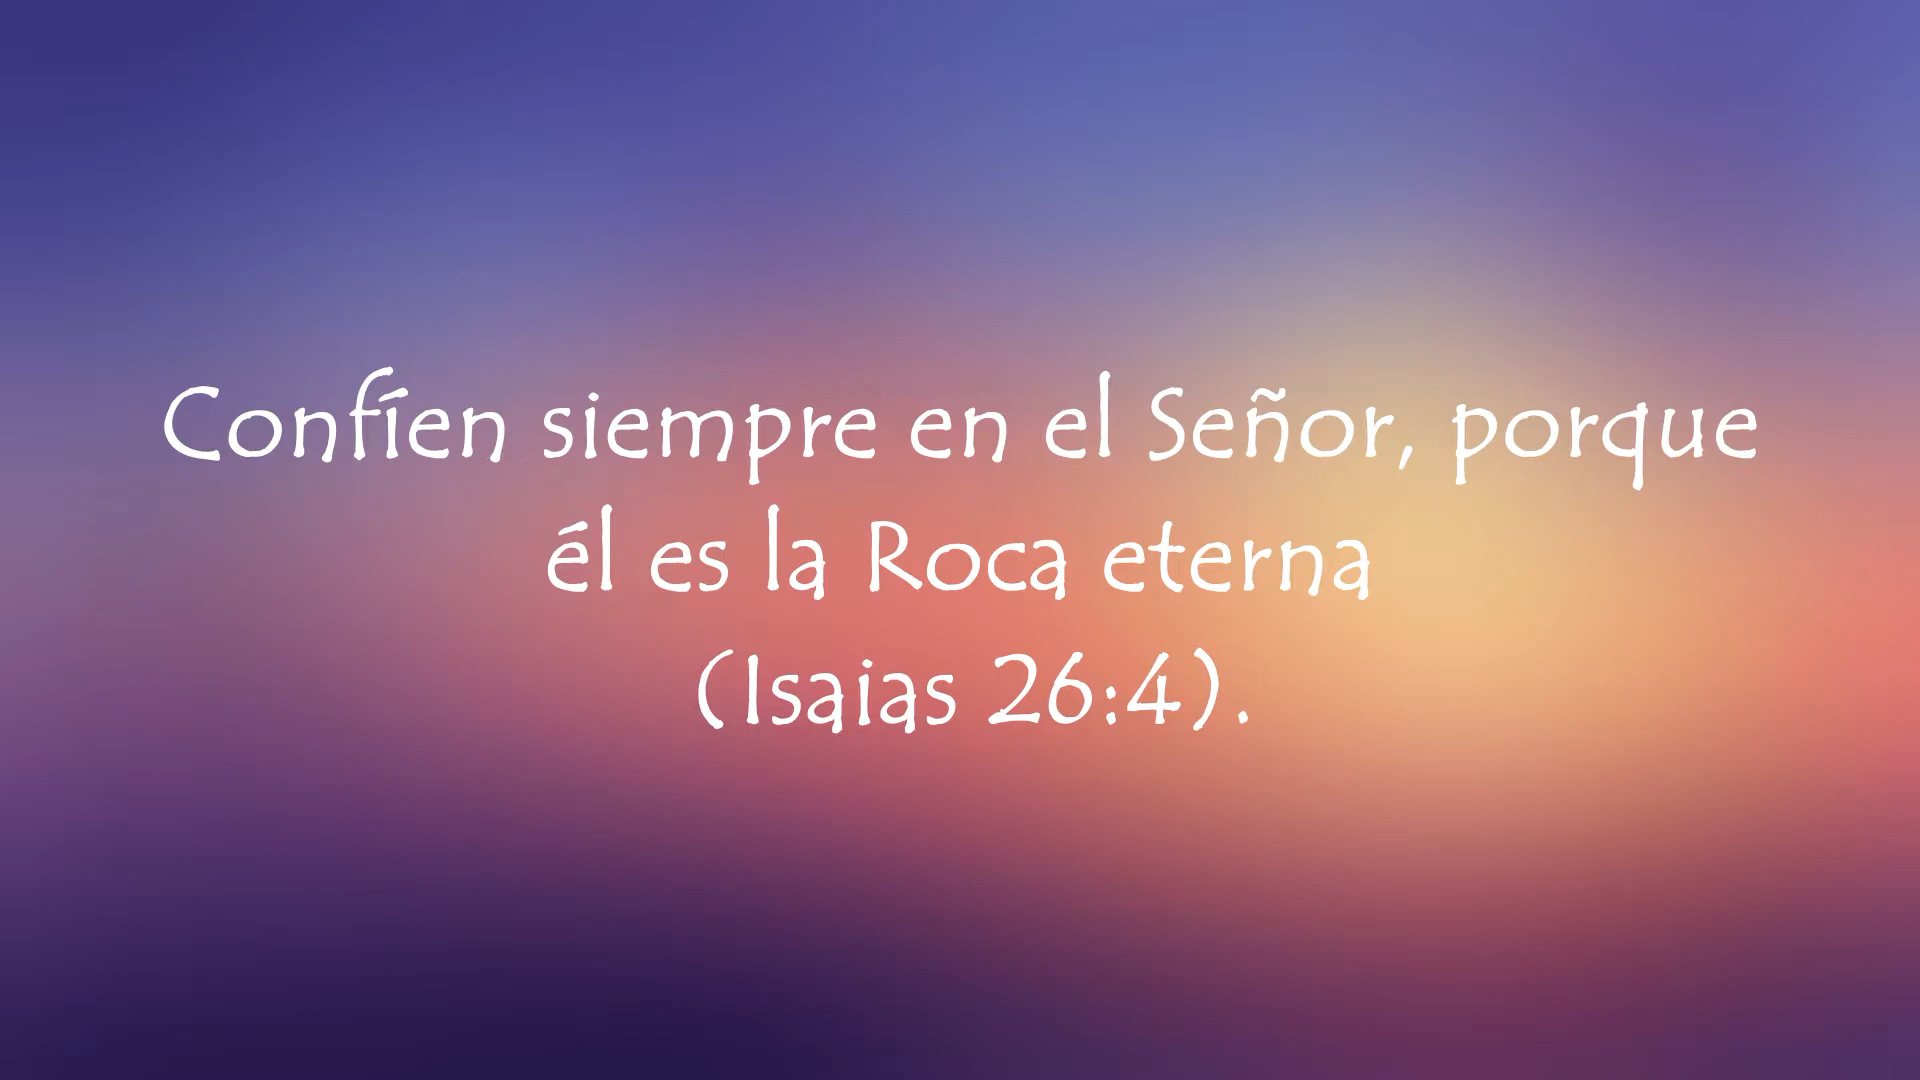 Confíen siempre en el Señor, porque
él es la Roca eterna
(Isaias 26:4).